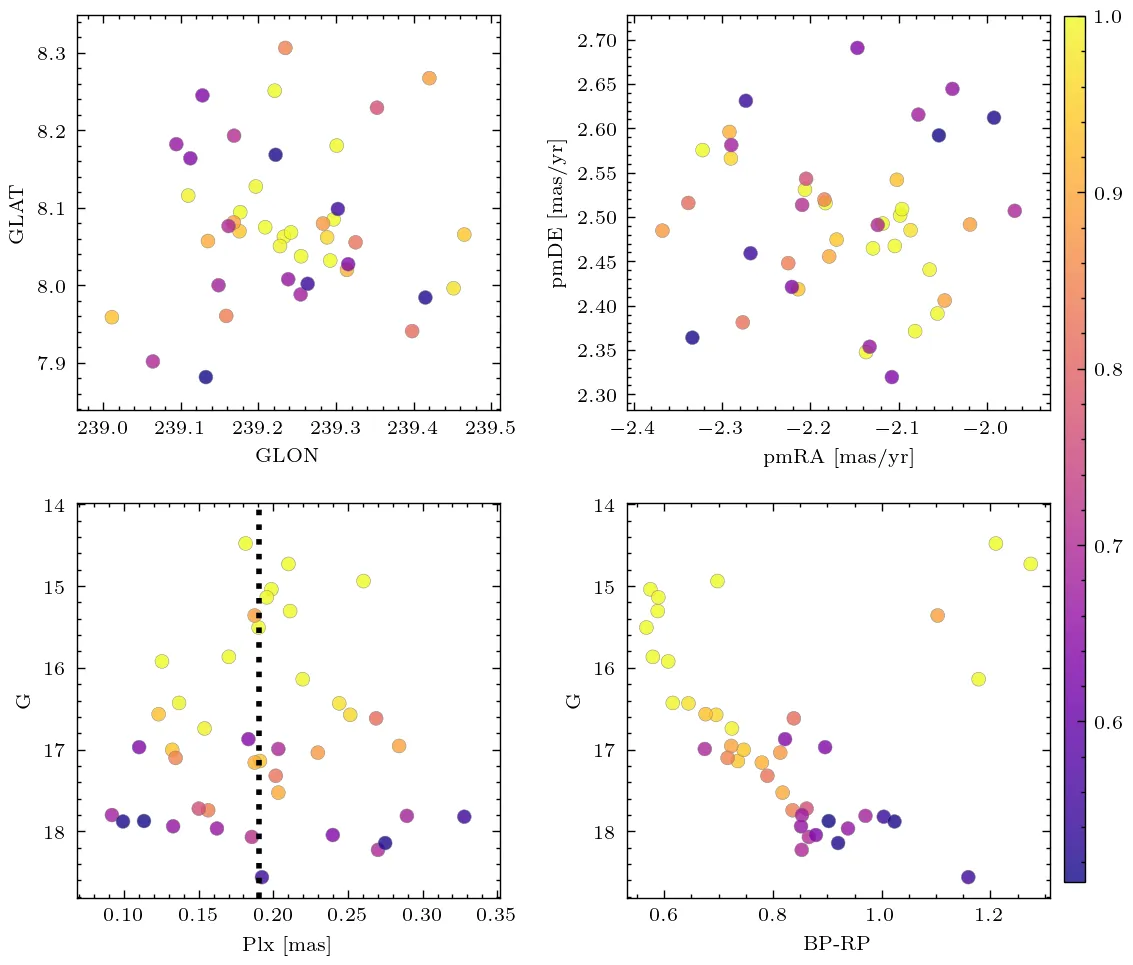 8.3
8.2
8.1
8.0
7.9
GLAT
239.0 239.1 239.2 239.3 239.4 239.5
GLON
2.70
2.65
2.60
2.55
2.50
2.45
2.40
2.35
2.30
pmDE [mas/yr]
−2.4 −2.3 −2.2 −2.1 −2.0
pmRA [mas/yr]
1.0
0.9
0.8
0.7
0.6
14
15
16
17
18
G
0.10 0.15 0.20 0.25 0.30 0.35
Plx [mas]
14
15
16
17
18
G
0.6 0.8 1.0 1.2
BP-RP